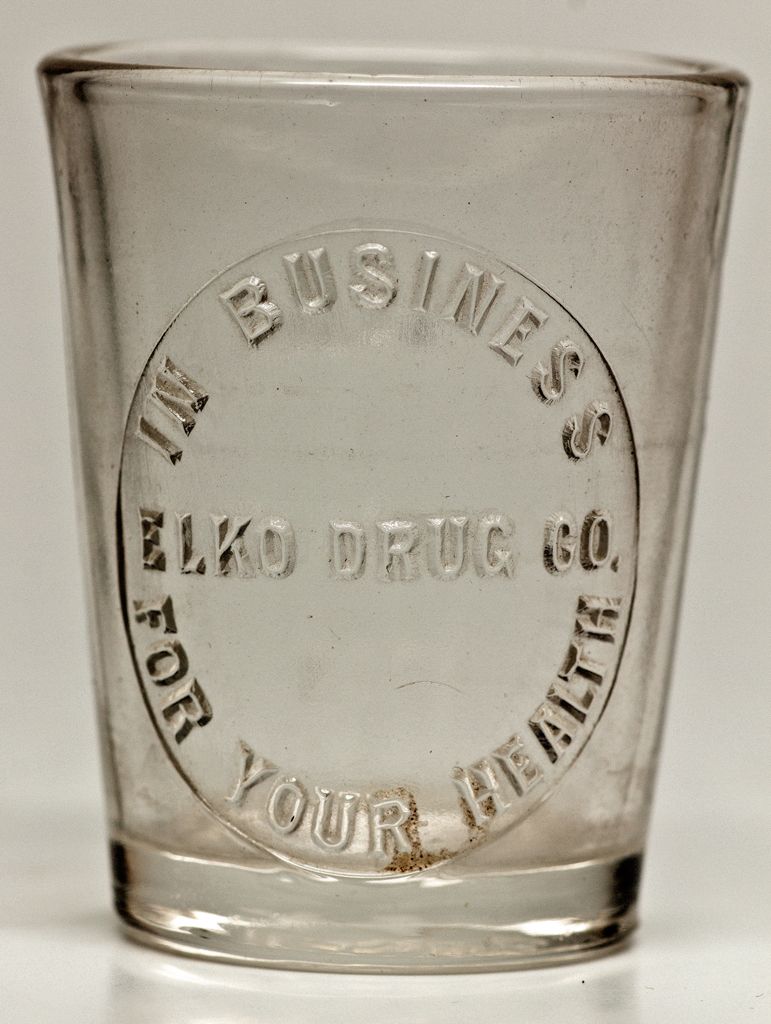 IN BUSINESS
ELKO DRUG CO.
FOR YOUR HEALTH